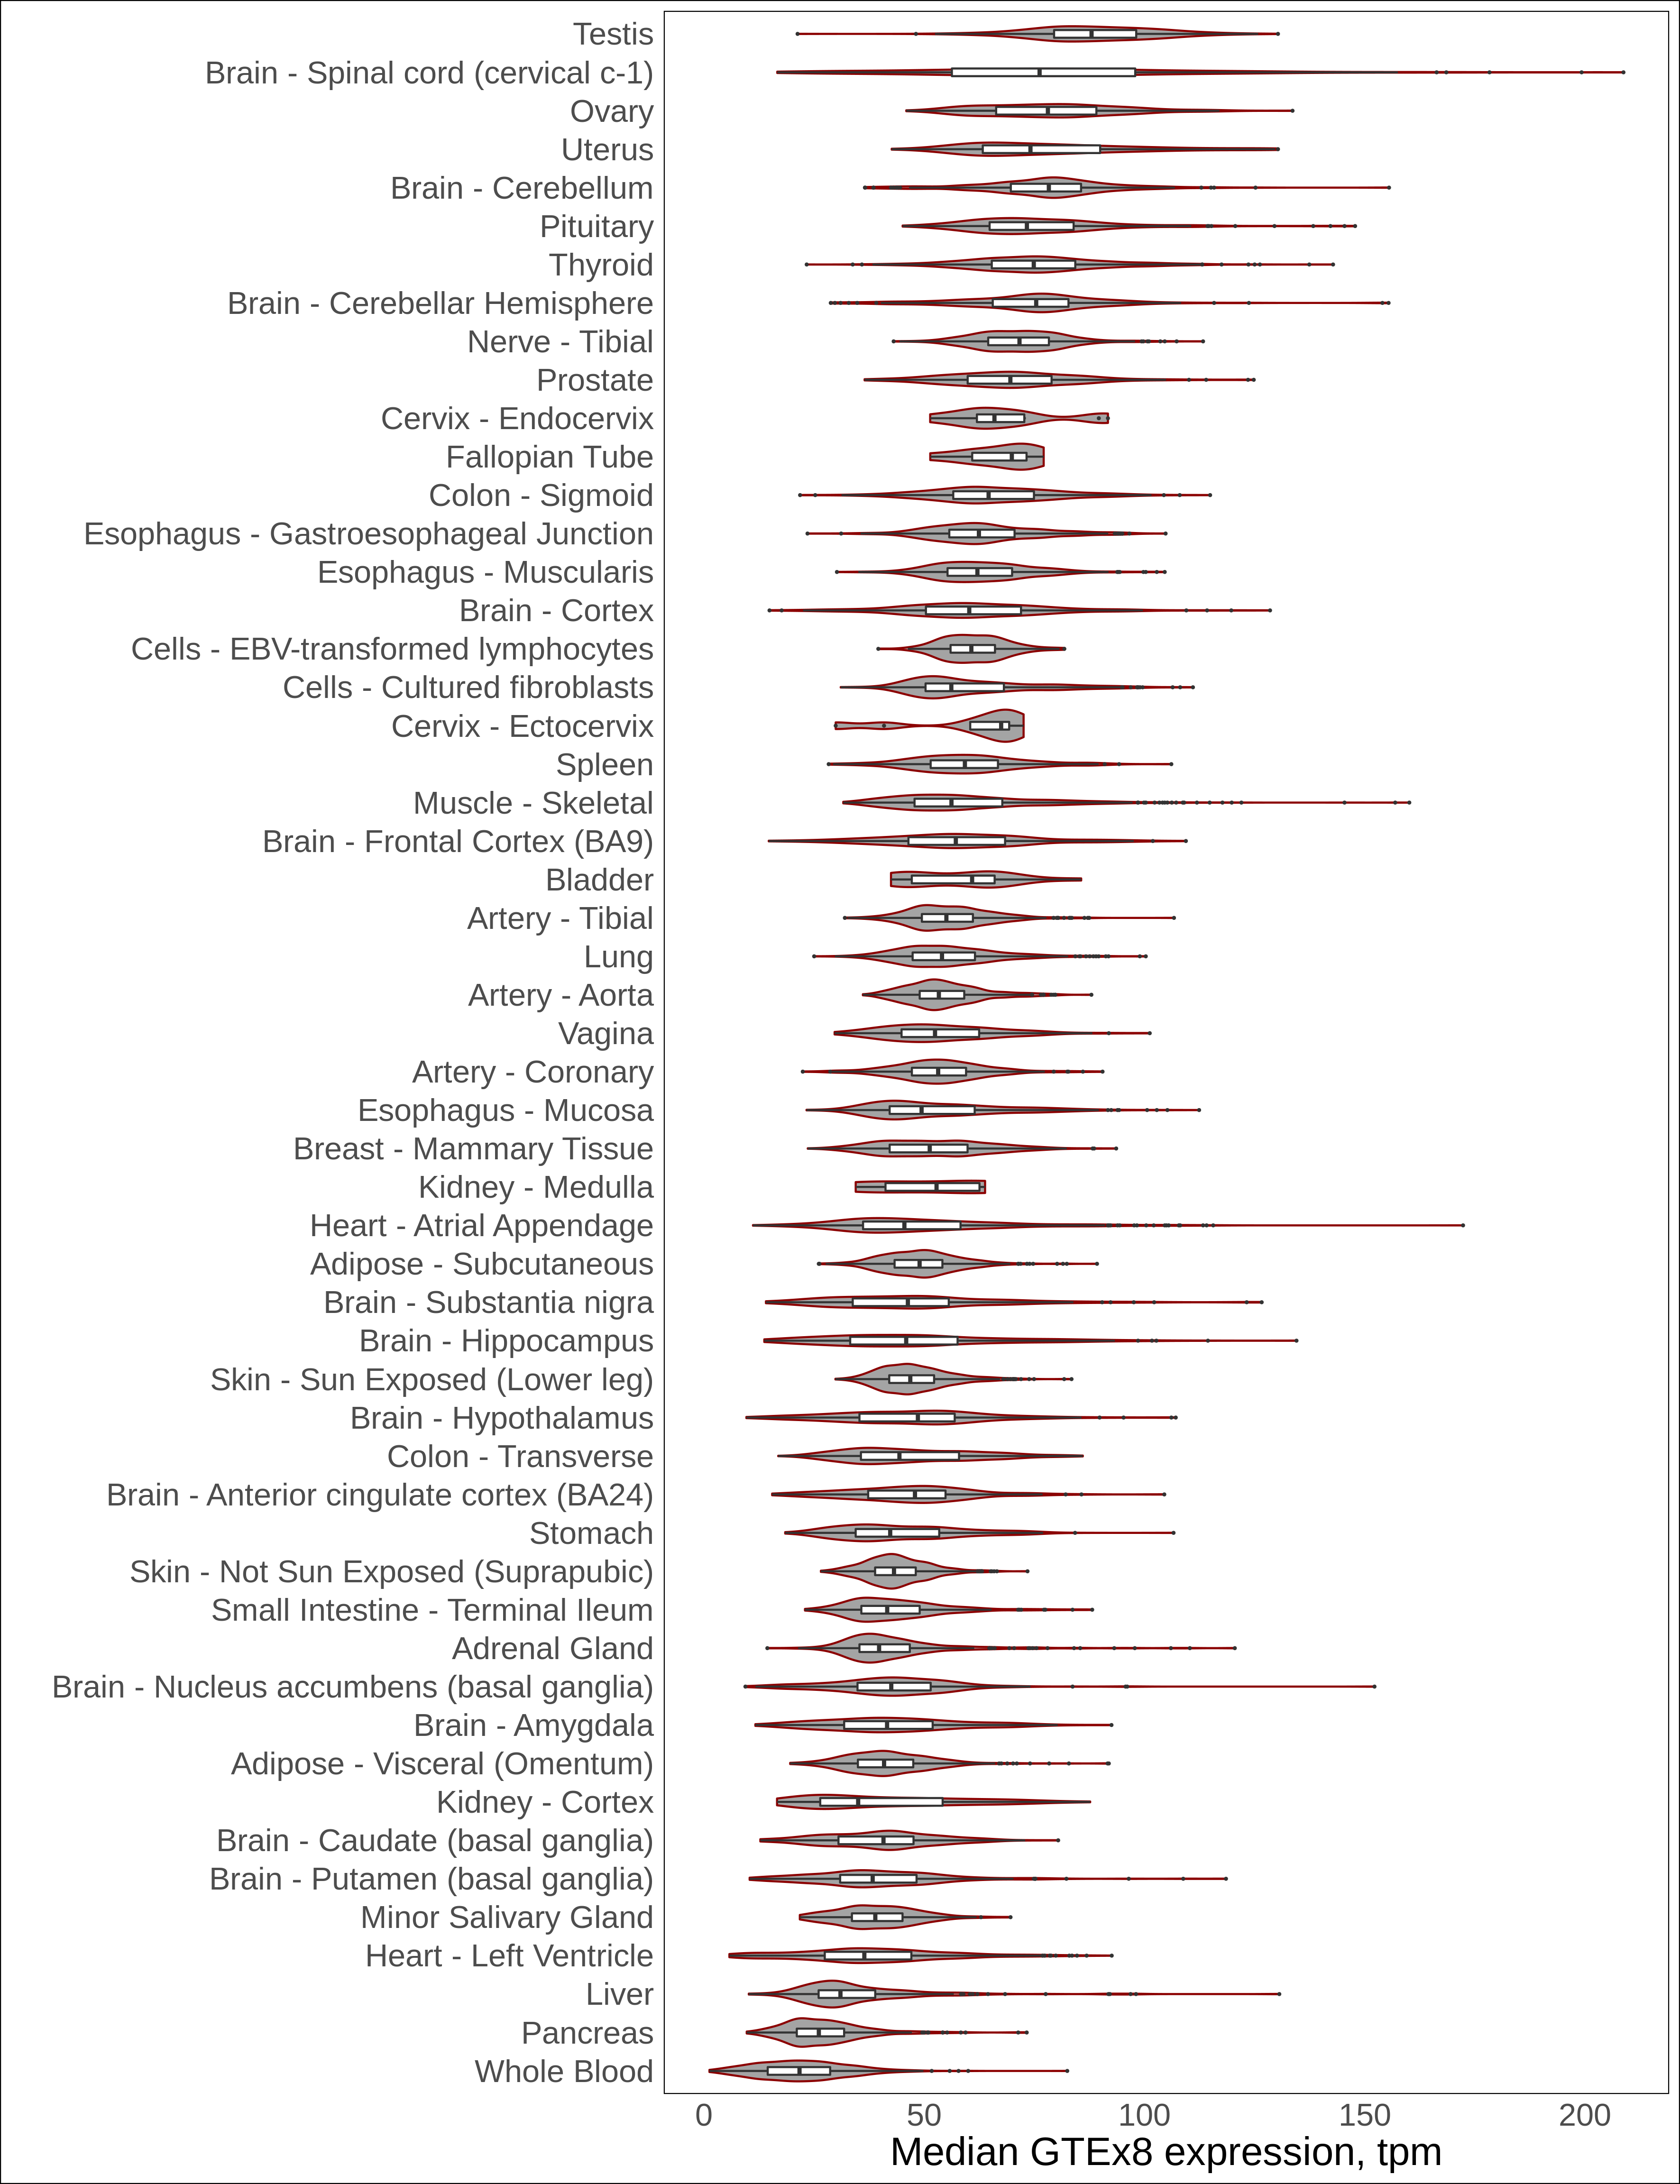 Testis
Brain - Spinal cord (cervical c-1)
Ovary
Uterus
Brain - Cerebellum
Pituitary
Thyroid
Brain - Cerebellar Hemisphere
Nerve - Tibial
Prostate
Cervix - Endocervix
Fallopian Tube
Colon - Sigmoid
Esophagus - Gastroesophageal Junction
Esophagus - Muscularis
Brain - Cortex
Cells - EBV-transformed lymphocytes
Cells - Cultured fibroblasts
Cervix - Ectocervix
Spleen
Muscle - Skeletal
Brain - Frontal Cortex (BA9)
Bladder
Artery - Tibial
Lung
Artery - Aorta
Vagina
Artery - Coronary
Esophagus - Mucosa
Breast - Mammary Tissue
Kidney - Medulla
Heart - Atrial Appendage
Adipose - Subcutaneous
Brain - Substantia nigra
Brain - Hippocampus
Skin - Sun Exposed (Lower leg)
Brain - Hypothalamus
Colon - Transverse
Brain - Anterior cingulate cortex (BA24)
Stomach
Skin - Not Sun Exposed (Suprapubic)
Small Intestine - Terminal Ileum
Adrenal Gland
Brain - Nucleus accumbens (basal ganglia)
Brain - Amygdala
Adipose - Visceral (Omentum)
Kidney - Cortex
Brain - Caudate (basal ganglia)
Brain - Putamen (basal ganglia)
Minor Salivary Gland
Heart - Left Ventricle
Liver
Pancreas
Whole Blood
0 50 100 150 200
Median GTEx8 expression, tpm